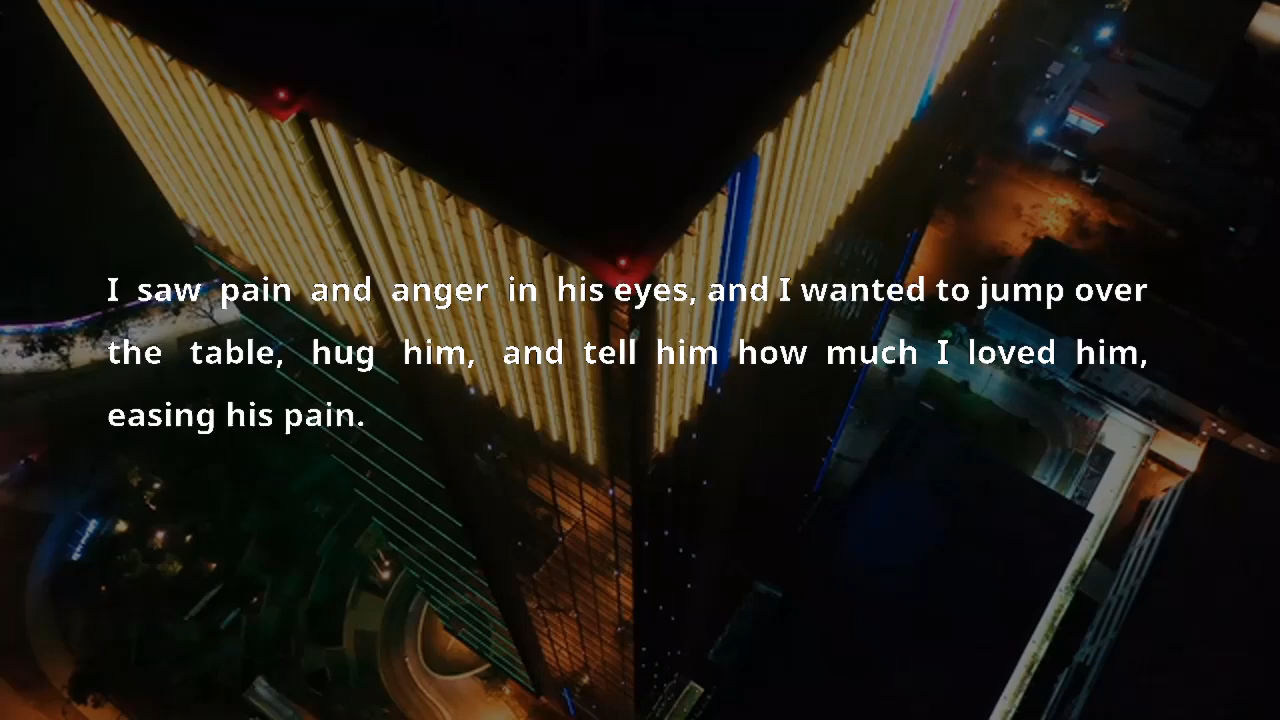 I saw pain and anger in his eyes, and I wanted to jump over
the table, hug him, and tell him how much I loved him,
easing his pain.